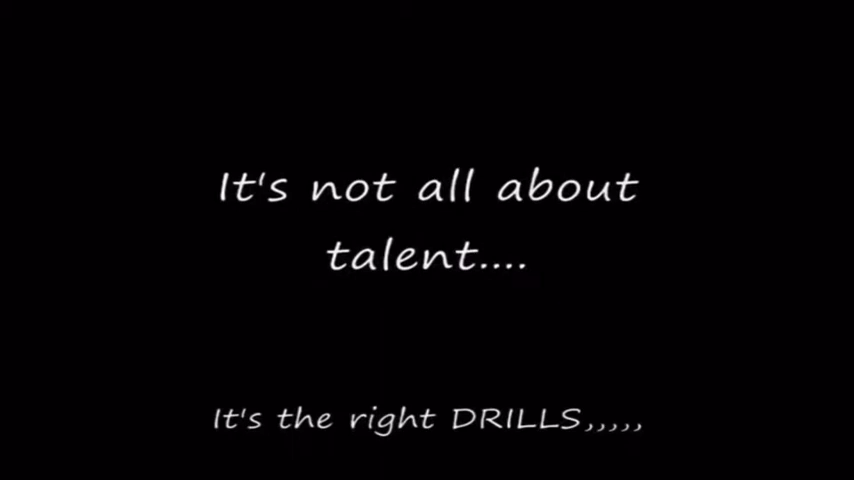 It's not all about
talent....
It's the right DRILLS,,,,,